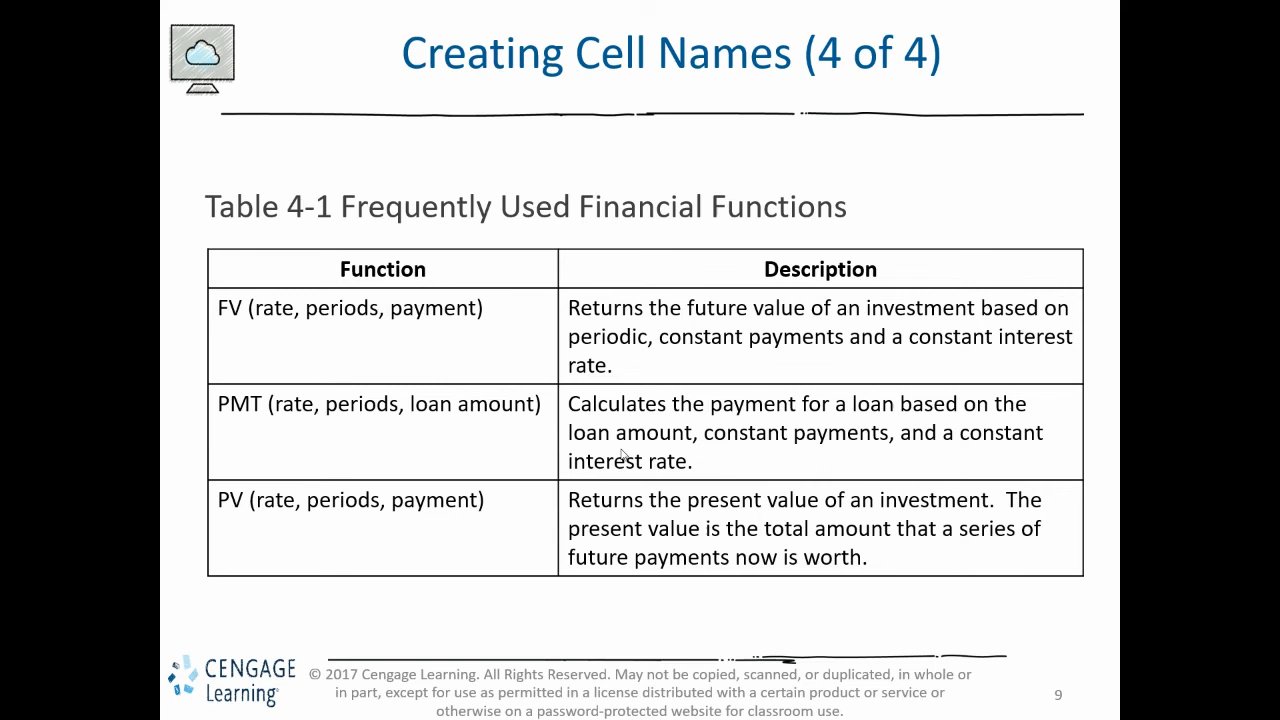 Creating Cell Names (4 of 4)
Table 4-1 Frequently Used Financial Functions
Function
Description
FV (rate, periods, payment)
Returns the future value of an investment based on
periodic, constant payments and a constant interest
rate.
PMT (rate, periods, loan amount)
Calculates the payment for a loan based on the
loan amount, constant payments, and a constant
interest rate.
PV (rate, periods, payment)
Returns the present value of an investment.  The
present value is the total amount that a series of
future payments now is worth.
CENGAGE
Learning
© 2017 Cengage Learning. All Rights Reserved. May not be copied, scanned, or duplicated, in whole or
in part, except for use as permitted in a license distributed with a certain product or service or
otherwise on a password-protected website for classroom use.
9